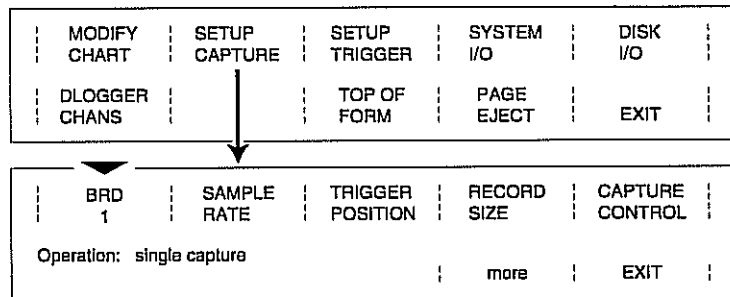 MODIFY SETUP SETUP SYSTEM DISK
CHART CAPTURE TRIGGER I/O I/O
DLOGGER TOP OF PAGE
CHANS FORM EJECT EXIT
BRD SAMPLE TRIGGER RECORD CAPTURE
1 RATE POSITION SIZE CONTROL
Operation: single capture
more EXIT